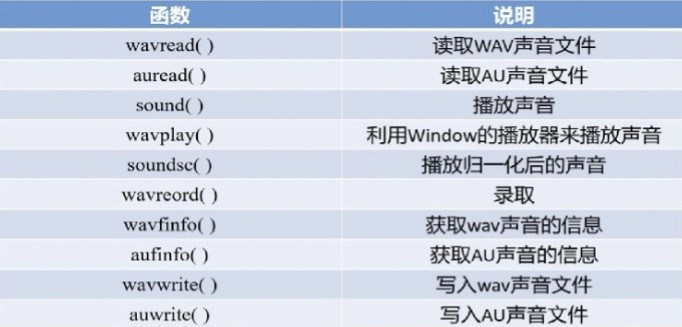 函数 说明
wavread( ) 读取WAV声音文件
auread( ) 读取AU声音文件
sound( ) 播放声音
wavplay( ) 利用Window的播放器来播放声音
soundsc( ) 播放归一化后的声音
wavreord( ) 录取
wavfinfo( ) 获取wav声音的信息
aufinfo( ) 获取AU声音的信息
wavwrite( ) 写入wav声音文件
auwrite( ) 写入AU声音文件